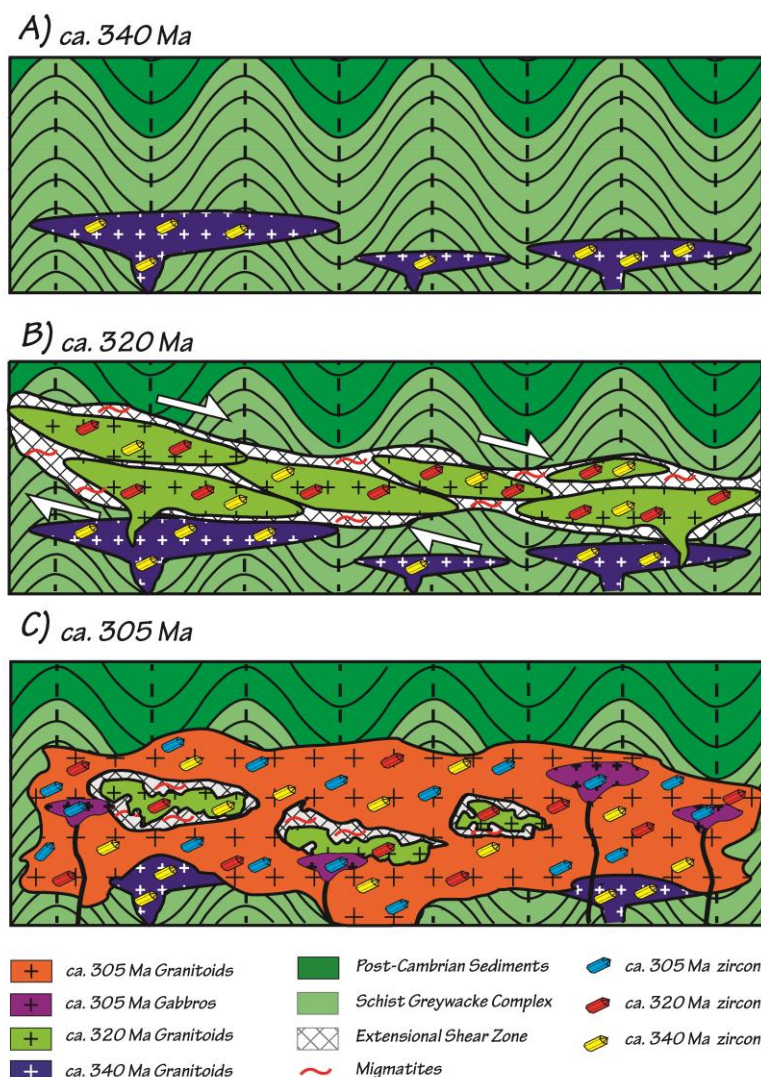 A) ca. 340 Ma
B) ca. 320 Ma
C) ca. 305 Ma
ca. 305 Ma Granitoids
ca. 305 Ma Gabbros
ca. 320 Ma Granitoids
ca. 340 Ma Granitoids
Post-Cambrian Sediments
Schist Greywacke Complex
Extensional Shear Zone
Migmatites
ca. 305 Ma zircon
ca. 320 Ma zircon
ca. 340 Ma zircon